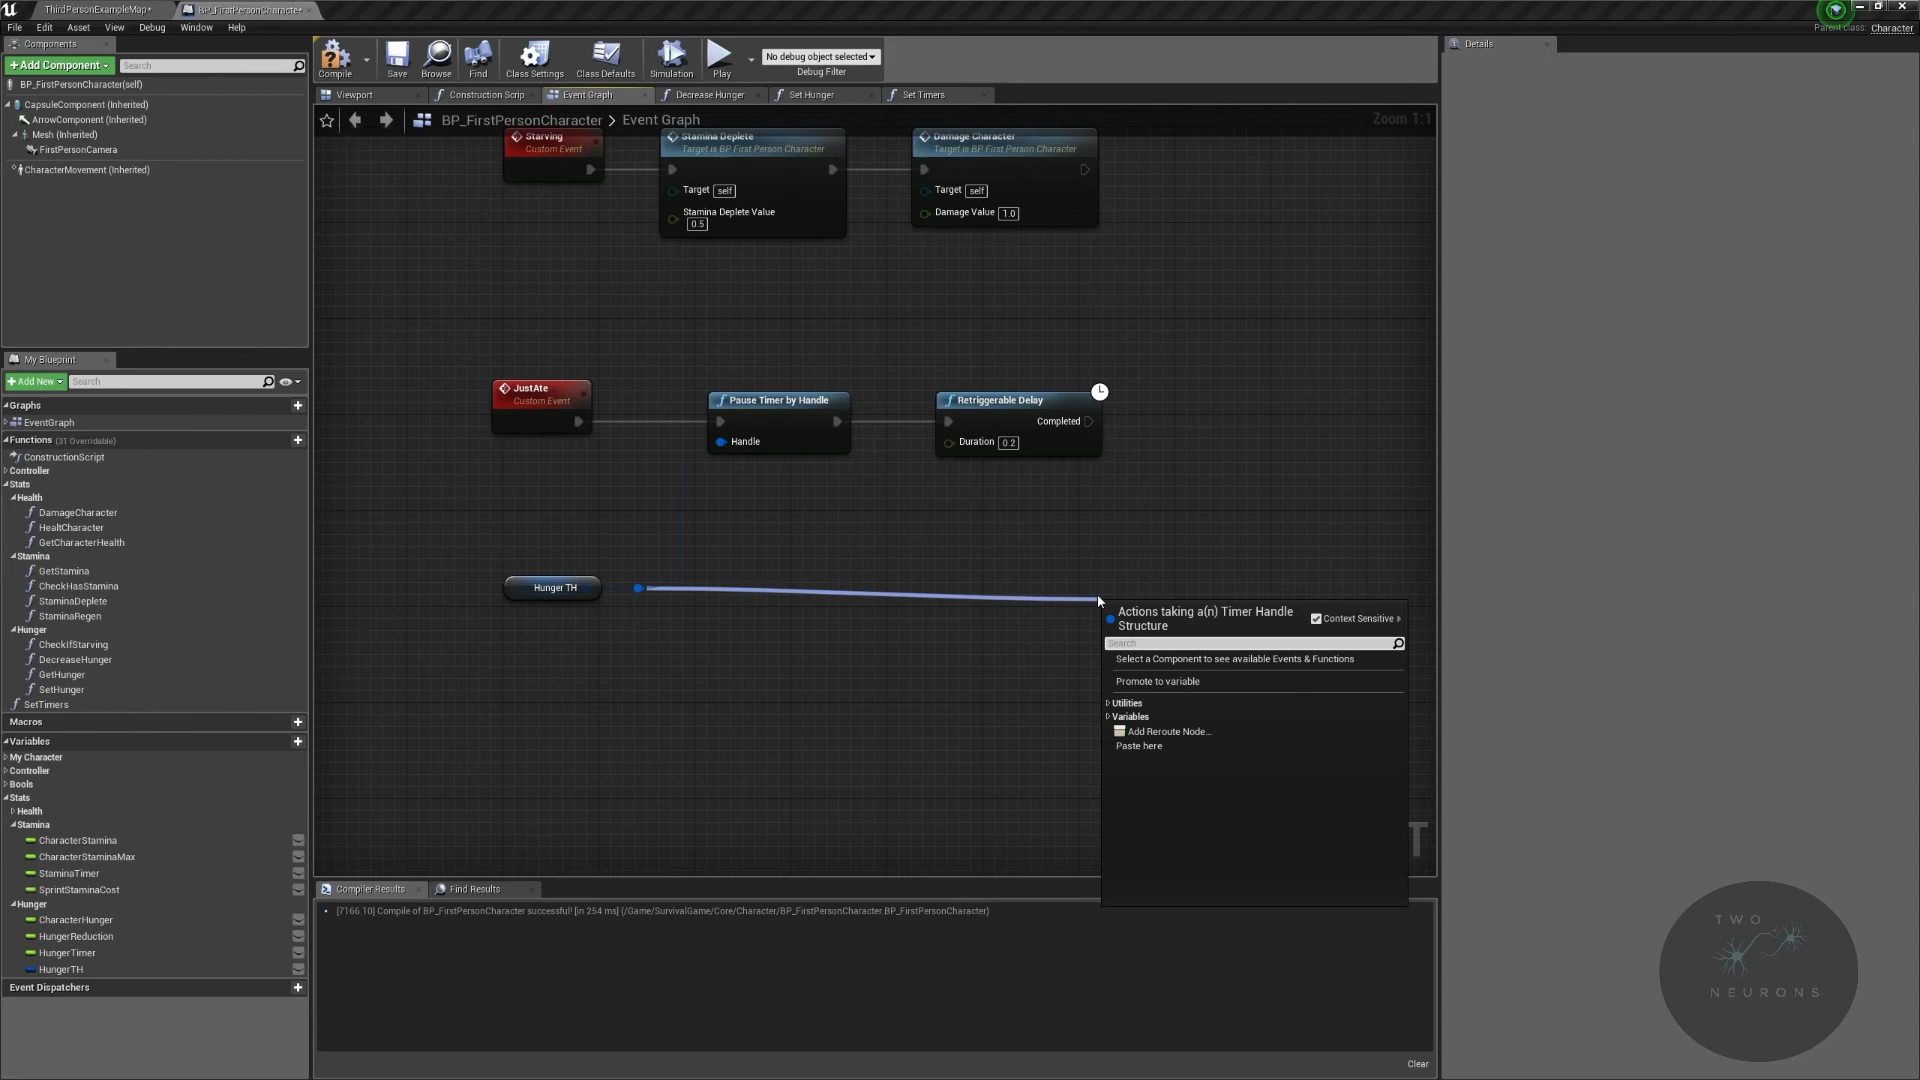 ThirdPersonExampleMap*
BP_FirstPersonCharacte*
File Edit Asset View Debug Window Help
Parent class: Character
Components
+Add Component
Search
BP_FirstPersonCharacter(self)
CapsuleComponent (Inherited)
ArrowComponent (Inherited)
Mesh (Inherited)
FirstPersonCamera
CharacterMovement (Inherited)
My Blueprint
+Add New
Search
Graphs
EventGraph
Functions (31 Overridable)
ConstructionScript
Controller
Stats
Health
DamageCharacter
HealtCharacter
GetCharacterHealth
Stamina
GetStamina
CheckHasStamina
StaminaDeplete
StaminaRegen
Hunger
CheckIfStarving
DecreaseHunger
GetHunger
SetHunger
SetTimers
Macros
Variables
My Character
Controller
Bools
Stats
Health
Stamina
CharacterStamina
CharacterStaminaMax
StaminaTimer
SprintStaminaCost
Hunger
CharacterHunger
HungerReduction
HungerTimer
HungerTH
Event Dispatchers
Compile
Save
Browse
Find
Class Settings
Class Defaults
Simulation
Play
No debug object selected
Debug Filter
Viewport
Construction Scrip
Event Graph
Decrease Hunger
Set Hunger
Set Timers
BP_FirstPersonCharacter > Event Graph
Zoom 1:1
Starving
Custom Event
Stamina Deplete
Target is BP First Person Character
Target self
Stamina Deplete Value
0.5
Damage Character
Target is BP First Person Character
Target self
Damage Value 1.0
JustAte
Custom Event
Pause Timer by Handle
Handle
Retriggerable Delay
Completed
Duration 0.2
Hunger TH
Actions taking a(n) Timer Handle
Structure
Context Sensitive
Search
Select a Component to see available Events & Functions
Promote to variable
Utilities
Variables
Add Reroute Node...
Paste here
T
Compiler Results
Find Results
[7166.10] Compile of BP_FirstPersonCharacter successful! [in 254 ms] (/Game/SurvivalGame/Core/Character/BP_FirstPersonCharacter.BP_FirstPersonCharacter)
Clear
Details
TWO
NEURONS